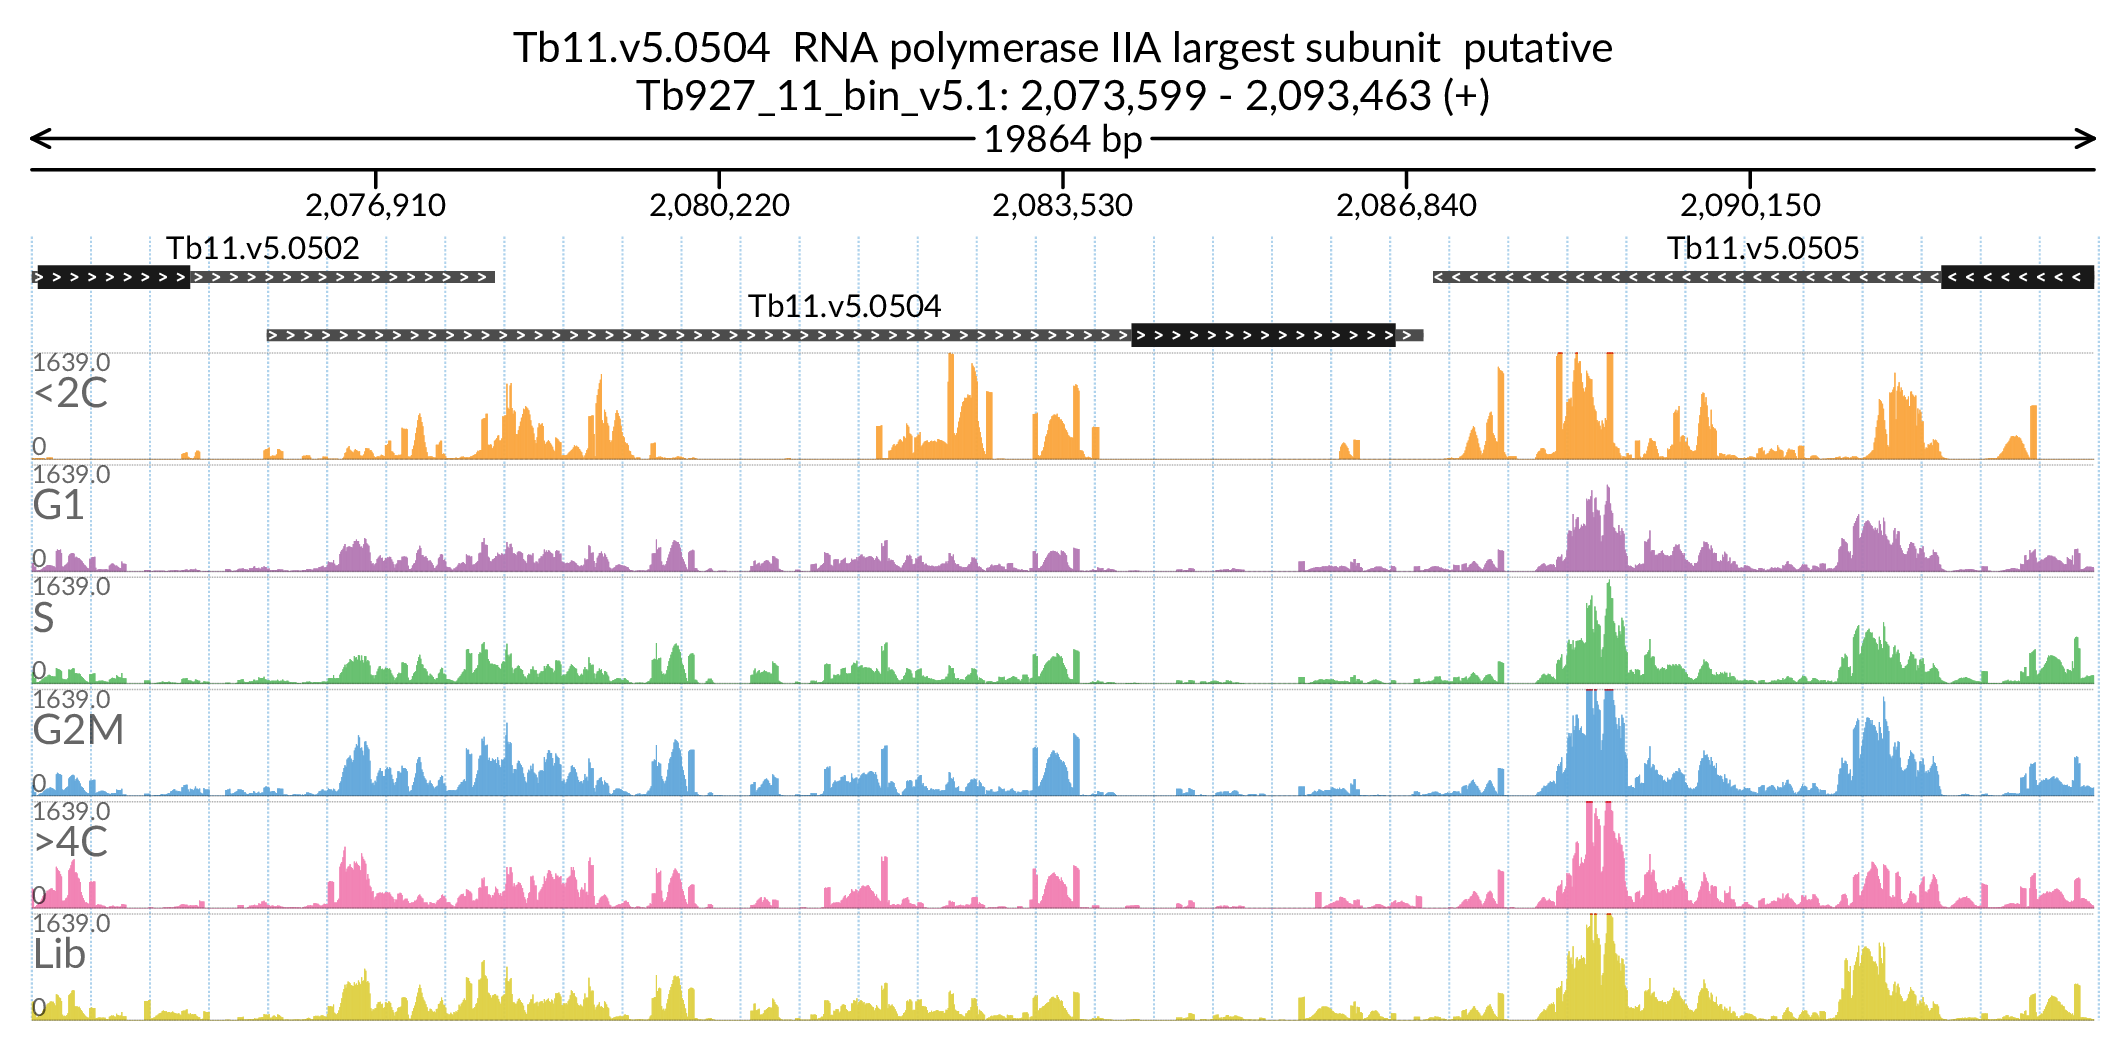 Tb11.v5.0504 RNA polymerase IIA largest subunit putative
Tb927_11_bin_v5.1: 2,073,599 - 2,093,463 (+)
19864 bp
2,076,910 2,080,220 2,083,530 2,086,840 2,090,150
Tb11.v5.0502 Tb11.v5.0505
Tb11.v5.0504
1639.0
<2C
0
1639.0
G1
0
1639.0
S
0
1639.0
G2M
0
1639.0
>4C
0
1639.0
Lib
0